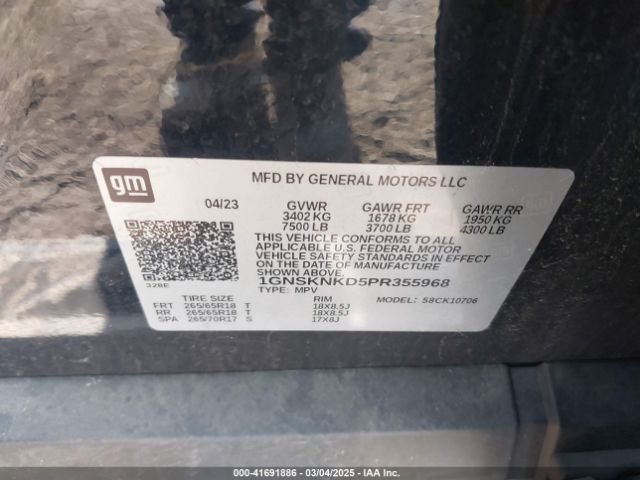 gm
MFD BY GENERAL MOTORS LLC
04/23 GVWR GAWR FRT GAWR RR
3402 KG 1678 KG 1950 KG
7500 LB 3700 LB 4300 LB
THIS VEHICLE CONFORMS TO ALL
APPLICABLE U.S. FEDERAL MOTOR
VEHICLE SAFETY STANDARDS IN EFFECT
ON THE DATE OF MANUFACTURE
SHOWN ABOVE.
328E 1GNSKNKD5PR355968
TYPE: MPV
TIRE SIZE RIM MODEL: 58CK10706
FRT 265/65R18 T 18X8.5J
RR 265/65R18 T 18X8.5J
SPA 265/70R17 S 17X8J
000-41691886 — 03/04/2025 — IAA Inc.